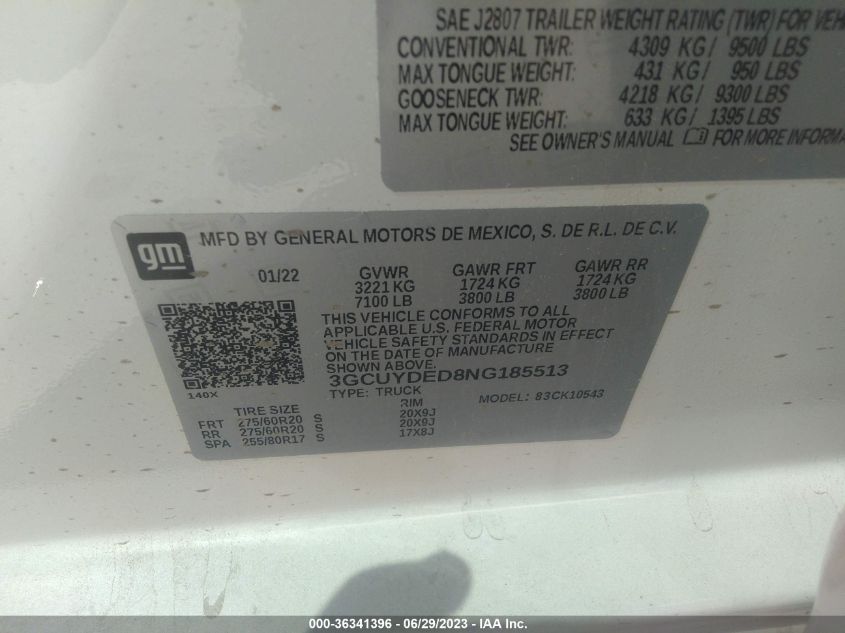 SAE J2807 TRAILER WEIGHT RATING (TWR) FOR
CONVENTIONAL TWR: 4309 KG/ 9500 LBS
MAX TONGUE WEIGHT: 431 KG/ 950 LBS
GOOSENECK TWR: 4218 KG/ 9300 LBS
MAX TONGUE WEIGHT: 633 KG/ 1395 LBS
SEE OWNER'S MANUAL FOR MORE INFORMA
gm
MFD BY GENERAL MOTORS DE MEXICO, S. DE R.L. DE C.V.
01/22 GVWR GAWR FRT GAWR RR
3221 KG 1724 KG 1724 KG
7100 LB 3800 LB 3800 LB
THIS VEHICLE CONFORMS TO ALL
APPLICABLE U.S. FEDERAL MOTOR
VEHICLE SAFETY STANDARDS IN EFFECT
ON THE DATE OF MANUFACTURE
SHOWN ABOVE.
3GCUYDED8NG185513
140X TYPE: TRUCK MODEL: 83CK10543
TIRE SIZE RIM
FRT 275/60R20 S 20X9J
RR 275/60R20 S 20X9J
SPA 255/80R17 S 17X8J
000-36341396 - 06/29/2023 - IAA Inc.